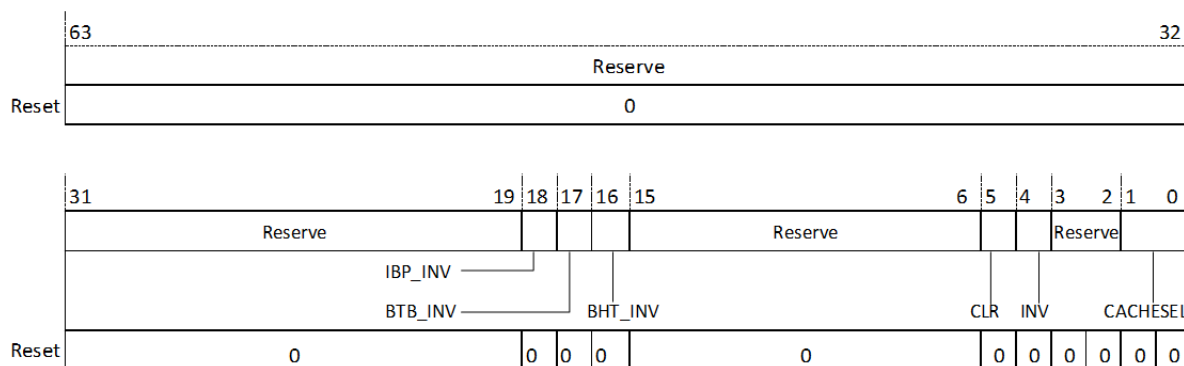 63 32
Reserve
Reset 0
31 19 18 17 16 15 6 5 4 3 2 1 0
Reserve Reserve Reserve
IBP_INV
BTB_INV BHT_INV CLR INV CACHESEL
Reset 0 0 0 0 0 0 0 0 0 0 0